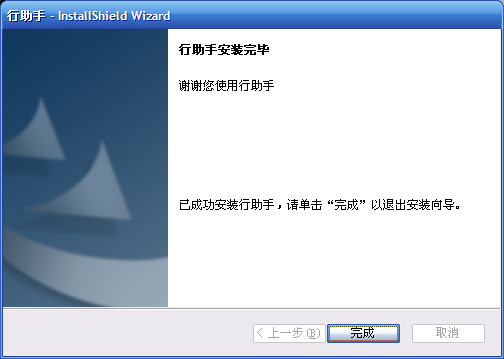 行助手 - InstallShield Wizard
行助手安装完毕
谢谢您使用行助手
已成功安装行助手，请单击“完成”以退出安装向导。
< 上一步(B)
完成
取消